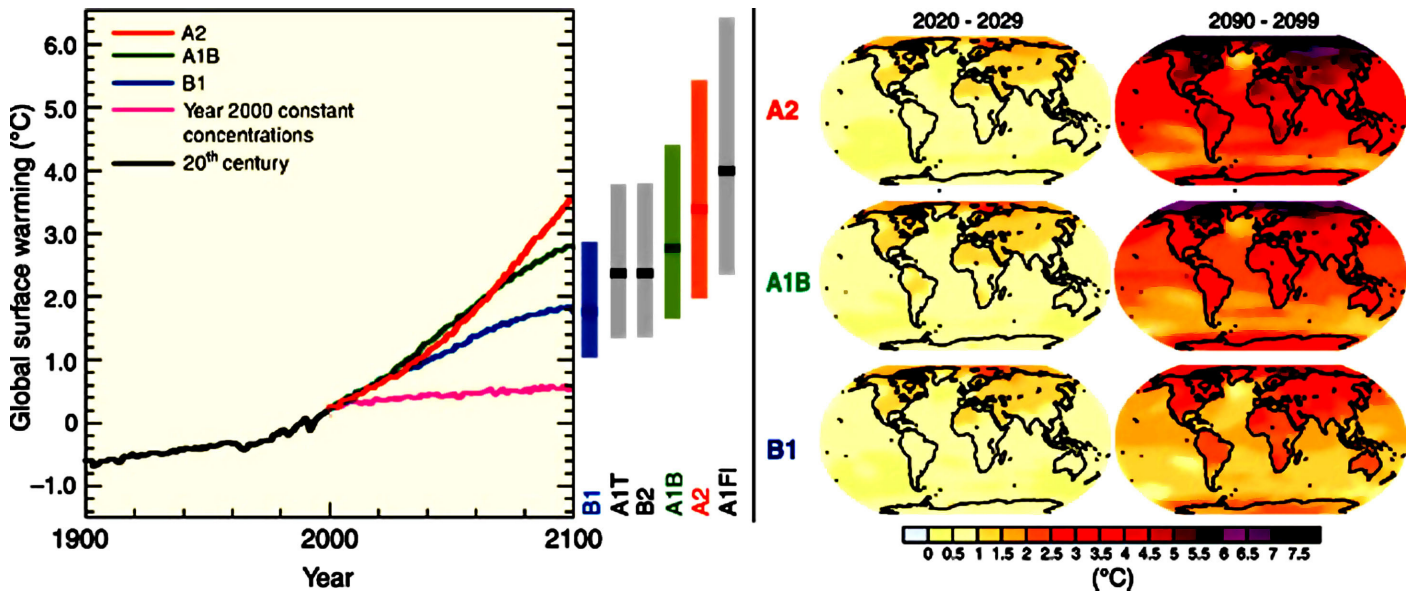 6.0
5.0
4.0
3.0
2.0
1.0
0
−1.0
Global surface warming (°C)
A2
A1B
B1
Year 2000 constant
concentrations
20th century
1900
2000
2100
Year
B1
A1T
B2
A1B
A2
A1FI
2020 - 2029
2090 - 2099
A2
A1B
B1
0 0.5 1 1.5 2 2.5 3 3.5 4 4.5 5 5.5 6 6.5 7 7.5
(°C)